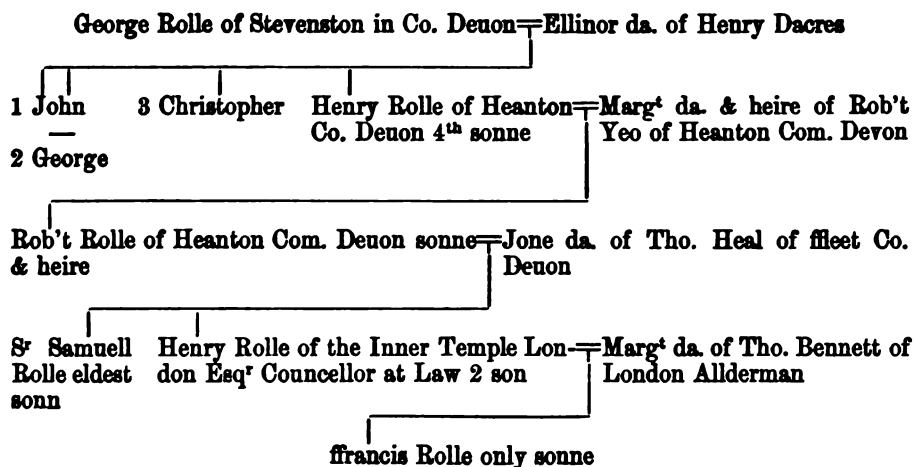 George Rolle of Stevenston in Co. Deuon=Ellinor da. of Henry Dacres
1 John 3 Christopher Henry Rolle of Heanton=Margᵗ da. & heire of Rob't
Co. Deuon 4ᵗʰ sonne Yeo of Heanton Com. Devon
2 George
Rob't Rolle of Heanton Com. Deuon sonne=Jone da. of Tho. Heal of ffleet Co.
& heire Deuon
Sʳ Samuell Henry Rolle of the Inner Temple Lon-=Margᵗ da. of Tho. Bennett of
Rolle eldest don Esqʳ Councellor at Law 2 son London Allderman
sonn
ffrancis Rolle only sonne